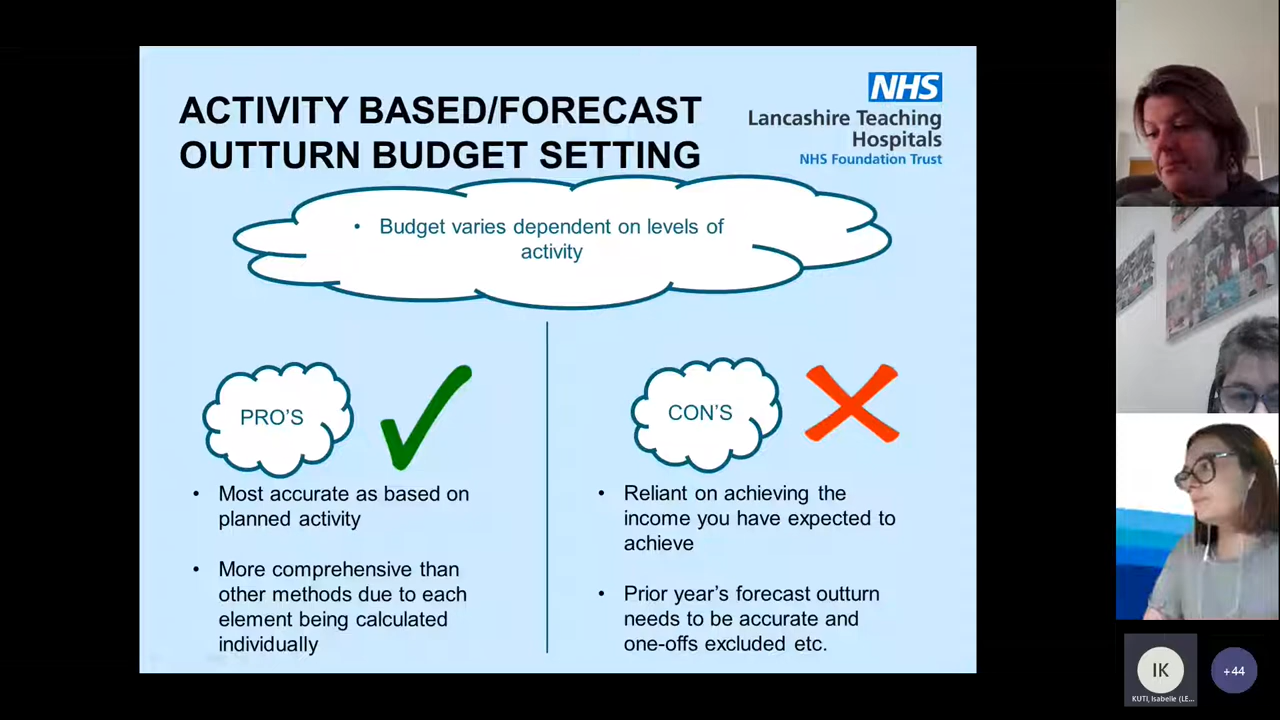 ACTIVITY BASED/FORECAST
OUTTURN BUDGET SETTING
NHS
Lancashire Teaching
Hospitals
NHS Foundation Trust
• Budget varies dependent on levels of
activity
PRO'S
• Most accurate as based on
planned activity
• More comprehensive than
other methods due to each
element being calculated
individually
CON'S
• Reliant on achieving the
income you have expected to
achieve
• Prior year's forecast outturn
needs to be accurate and
one-offs excluded etc.
IK
KUTI, Isabelle (LE...
+44